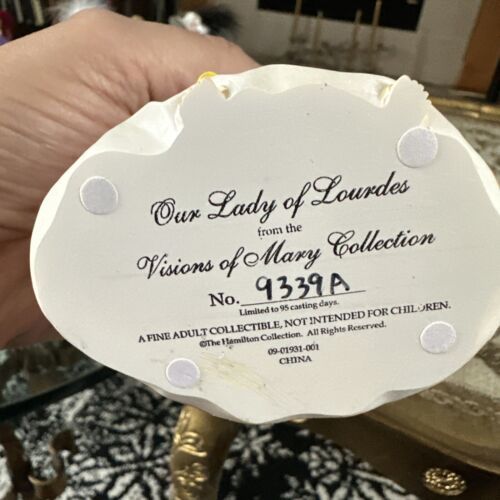 Our Lady of Lourdes
from the
Visions of Mary Collection
No. 9339A
Limited to 95 casting days.
A FINE ADULT COLLECTIBLE, NOT INTENDED FOR CHILDREN.
©The Hamilton Collection. All Rights Reserved.
09-01931-001
CHINA